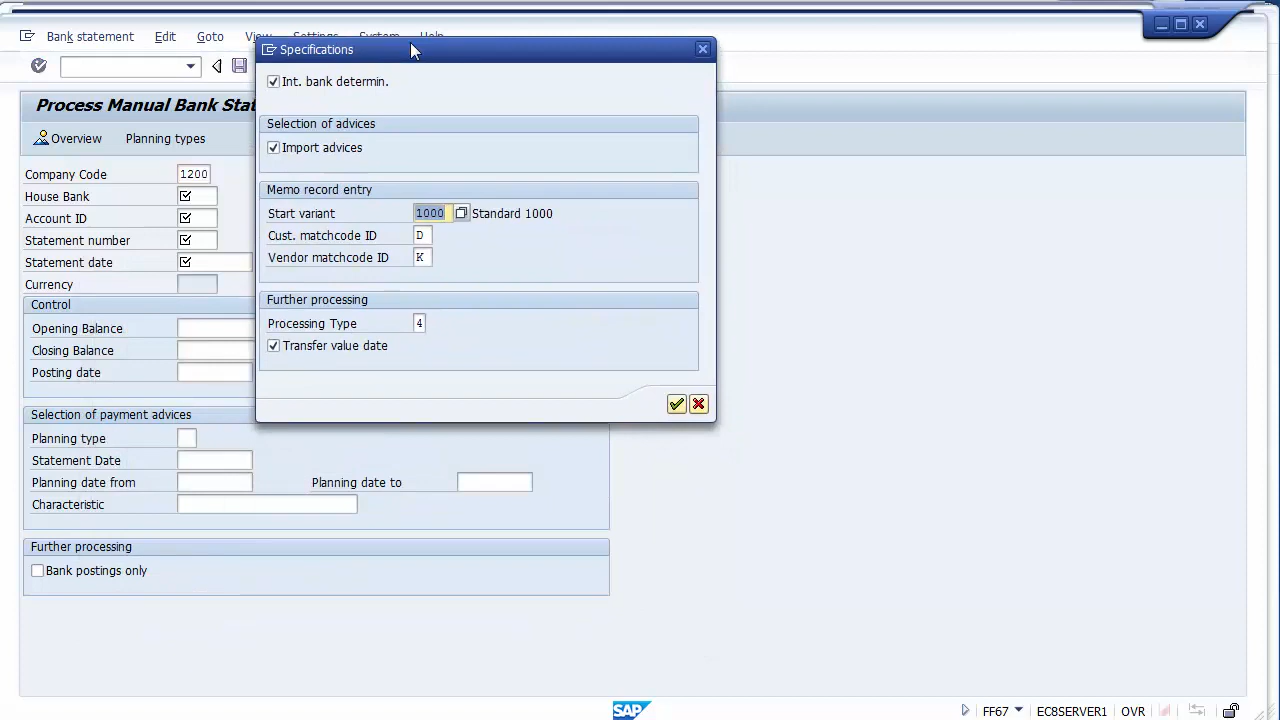 Bank statement Edit Goto View Settings System Help
Specifications
Int. bank determin.
Process Manual Bank Stat
Selection of advices
Overview Planning types
Import advices
Company Code 1200
Memo record entry
House Bank
Start variant 1000 Standard 1000
Account ID
Cust. matchcode ID D
Statement number
Vendor matchcode ID K
Statement date
Currency
Further processing
Control
Processing Type 4
Opening Balance
Transfer value date
Closing Balance
Posting date
Selection of payment advices
Planning type
Statement Date
Planning date from Planning date to
Characteristic
Further processing
Bank postings only
SAP
FF67 ECSSERVER1 OVR